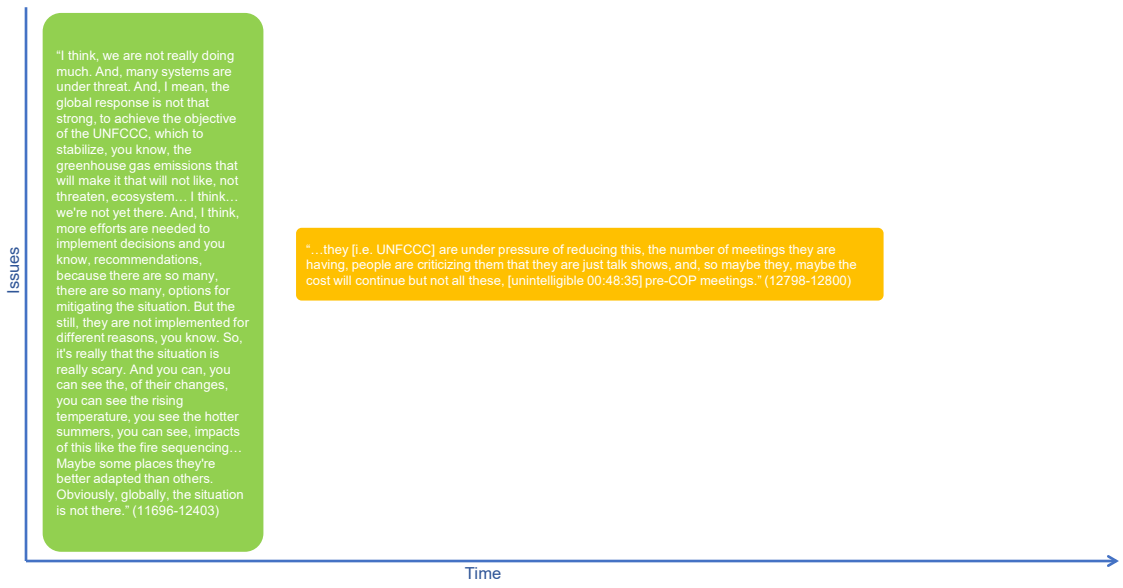 “I think, we are not really doing
much. And, many systems are
under threat. And, I mean, the
global response is not that
strong, to achieve the objective
of the UNFCCC, which to
stabilize, you know, the
greenhouse gas emissions that
will make it that will not like, not
threaten, ecosystem… I think…
we're not yet there. And, I think,
more efforts are needed to
implement decisions and you
know, recommendations,
because there are so many,
there are so many, options for
mitigating the situation. But the
still, they are not implemented for
different reasons, you know. So,
it's really that the situation is
really scary. And you can, you
can see the, of their changes,
you can see the rising
temperature, you see the hotter
summers, you can see, impacts
of this like the fire sequencing…
Maybe some places they're
better adapted than others.
Obviously, globally, the situation
is not there.” (11696-12403)
“…they [i.e. UNFCCC] are under pressure of reducing this, the number of meetings they are
having, people are criticizing them that they are just talk shows, and, so maybe they, maybe the
cost will continue but not all these, [unintelligible 00:48:35] pre-COP meetings.” (12798-12800)
Issues
Time